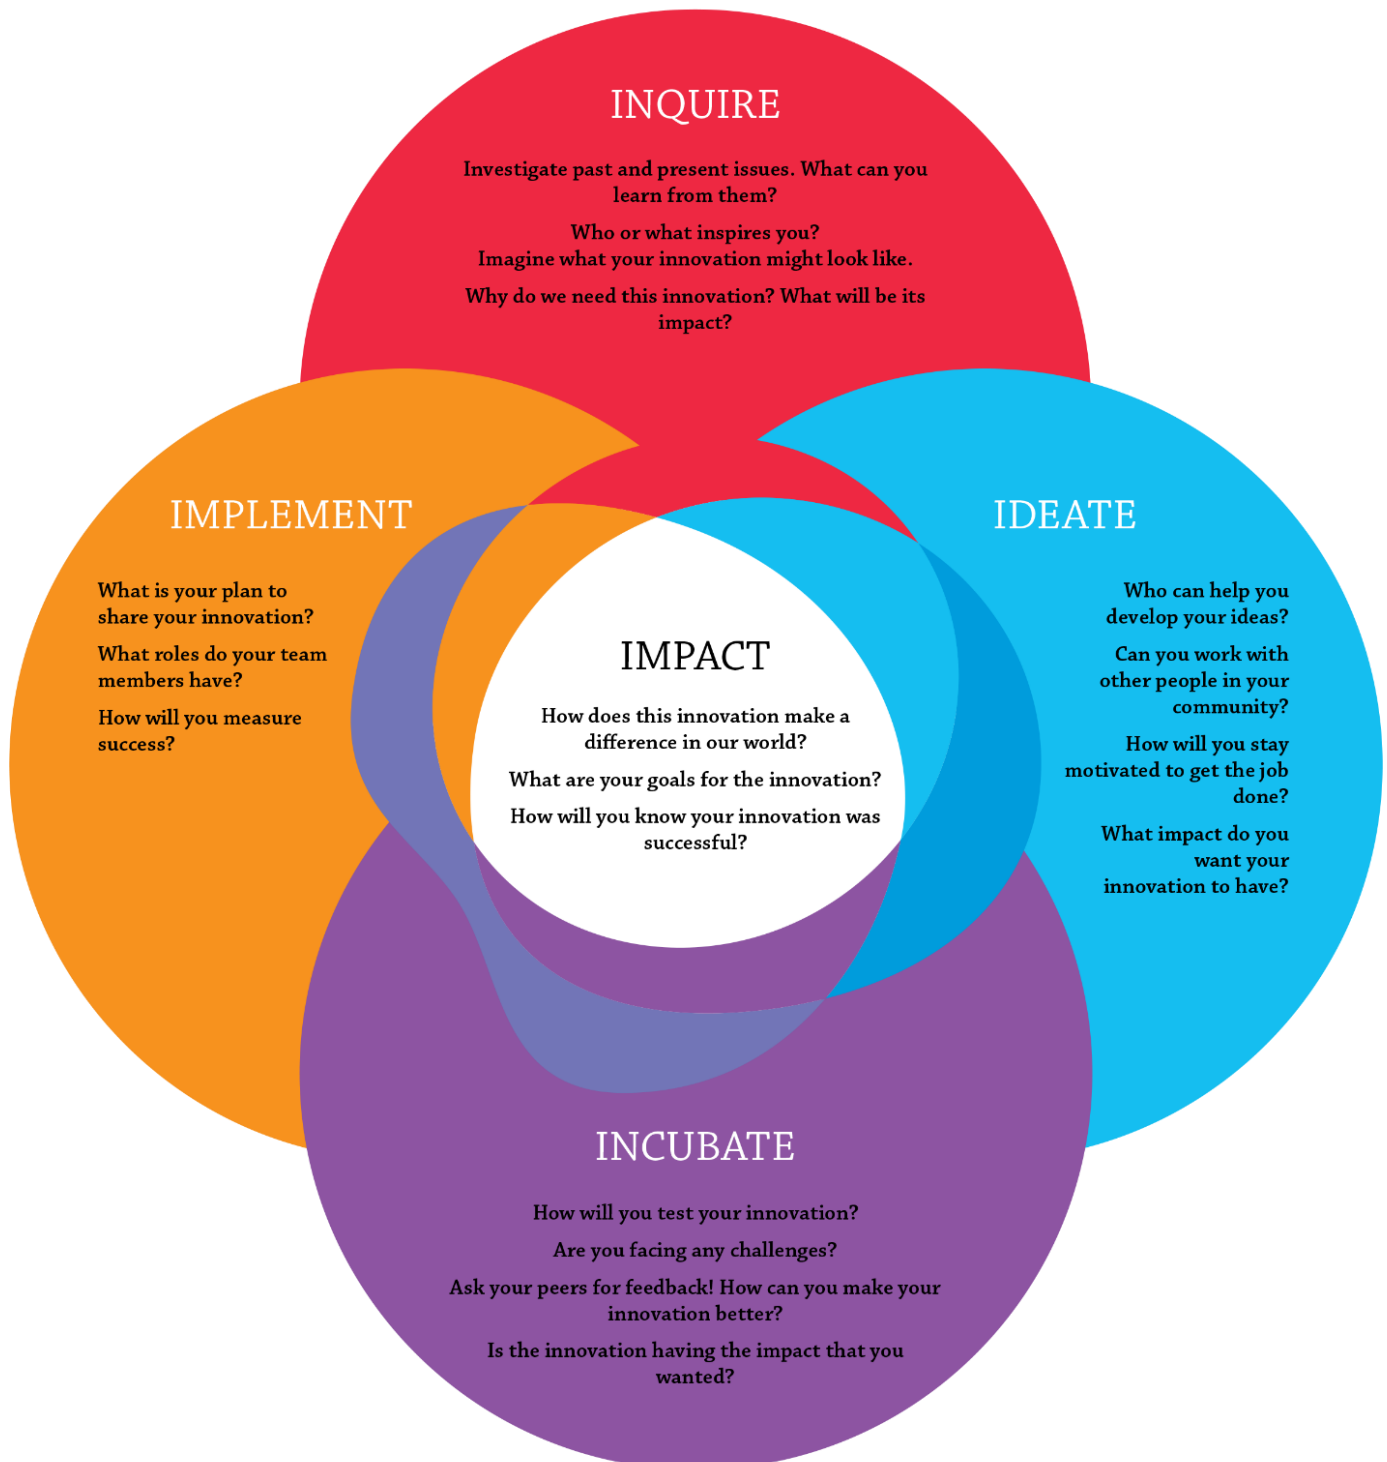 INQUIRE
Investigate past and present issues. What can you
learn from them?
Who or what inspires you?
Imagine what your innovation might look like.
Why do we need this innovation? What will be its
impact?
IMPLEMENT
What is your plan to
share your innovation?
What roles do your team
members have?
How will you measure
success?
IMPACT
How does this innovation make a
difference in our world?
What are your goals for the innovation?
How will you know your innovation was
successful?
IDEATE
Who can help you
develop your ideas?
Can you work with
other people in your
community?
How will you stay
motivated to get the job
done?
What impact do you
want your
innovation to have?
INCUBATE
How will you test your innovation?
Are you facing any challenges?
Ask your peers for feedback! How can you make your
innovation better?
Is the innovation having the impact that you
wanted?